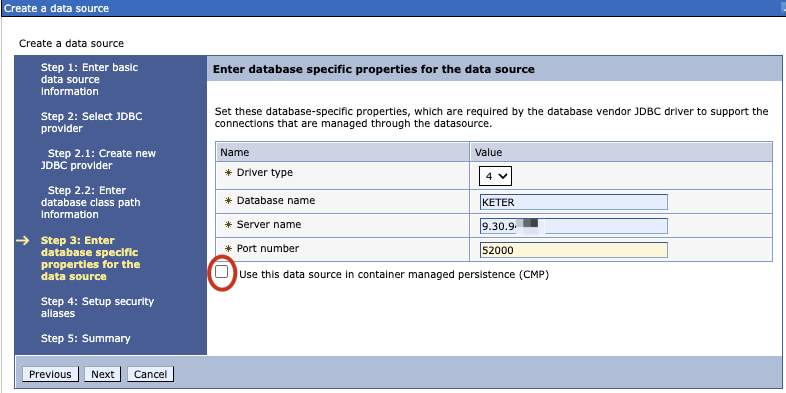 Create a data source
Create a data source
Step 1: Enter basic
data source
information
Step 2: Select JDBC
provider
Step 2.1: Create new
JDBC provider
Step 2.2: Enter
database class path
information
Step 3: Enter
database specific
properties for the
data source
Step 4: Setup security
aliases
Step 5: Summary
Enter database specific properties for the data source
Set these database-specific properties, which are required by the database vendor JDBC driver to support the
connections that are managed through the datasource.
Name Value
Driver type 4
Database name KETER
Server name 9.30.9
Port number 52000
Use this data source in container managed persistence (CMP)
Previous Next Cancel